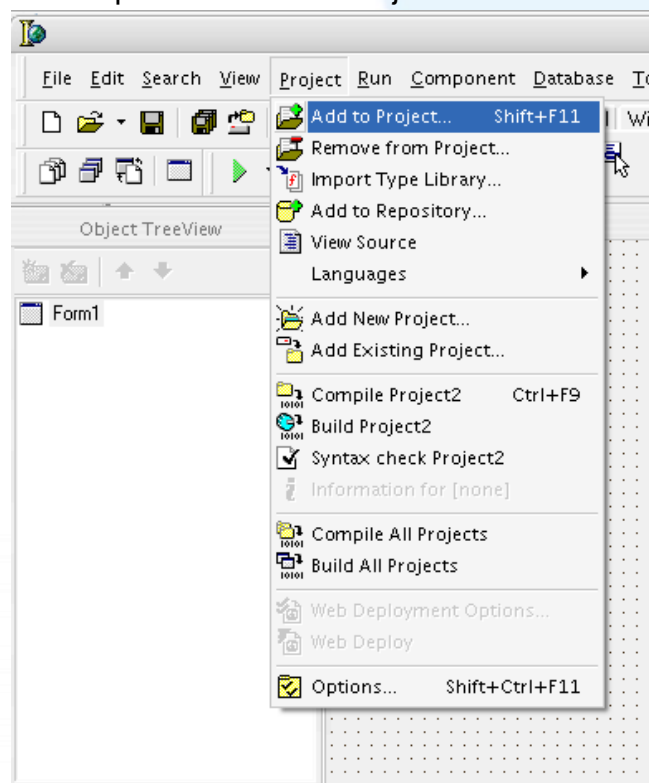 File Edit Search View Project Run Component Database
Add to Project... Shift+F11
Remove from Project...
Import Type Library...
Object TreeView
Add to Repository...
View Source
Languages
Form1
Add New Project...
Add Existing Project...
Compile Project2 Ctrl+F9
Build Project2
Syntax check Project2
Information for [none]
Compile All Projects
Build All Projects
Web Deployment Options...
Web Deploy
Options... Shift+Ctrl+F11